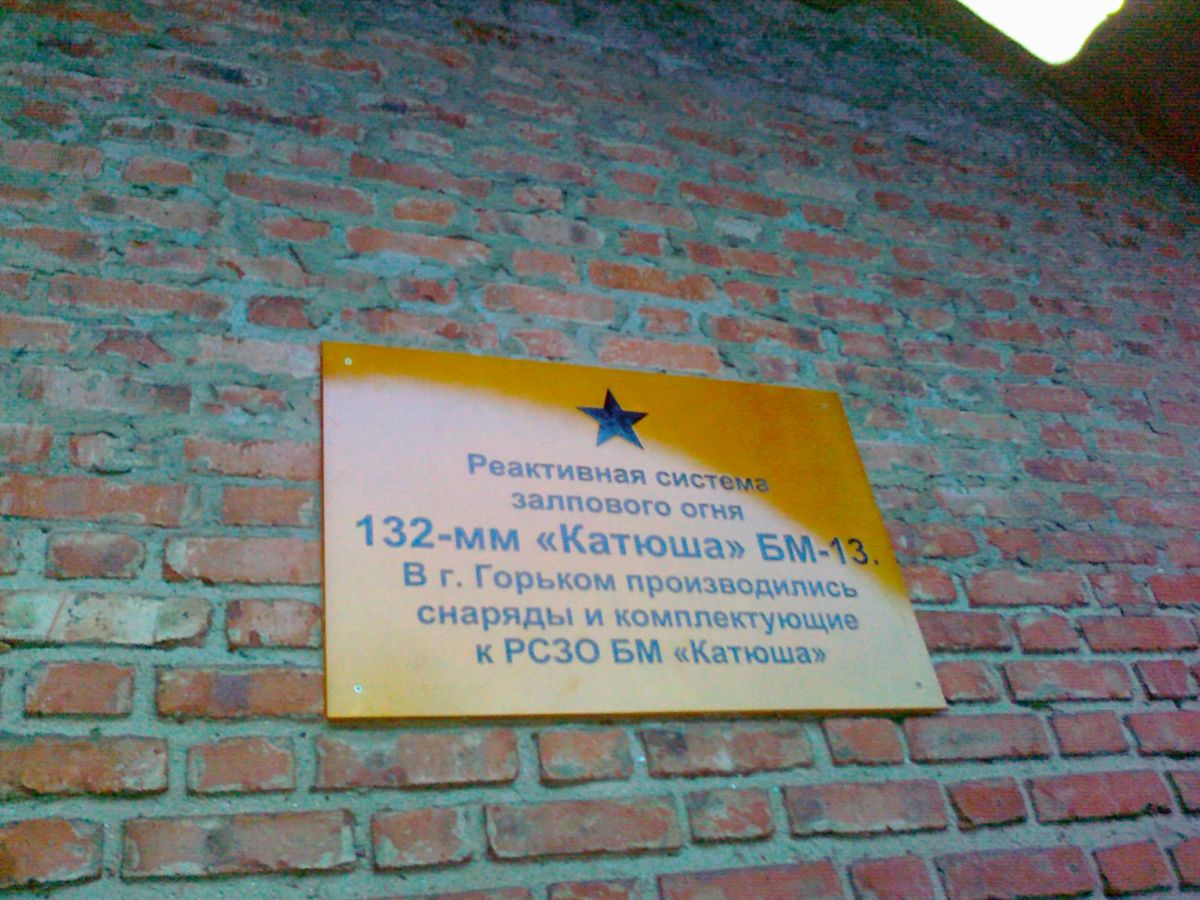 Реактивная система
залпового огня
132-мм «Катюша» БМ-13.
В г. Горьком производились
снаряды и комплектующие
к РСЗО БМ «Катюша»